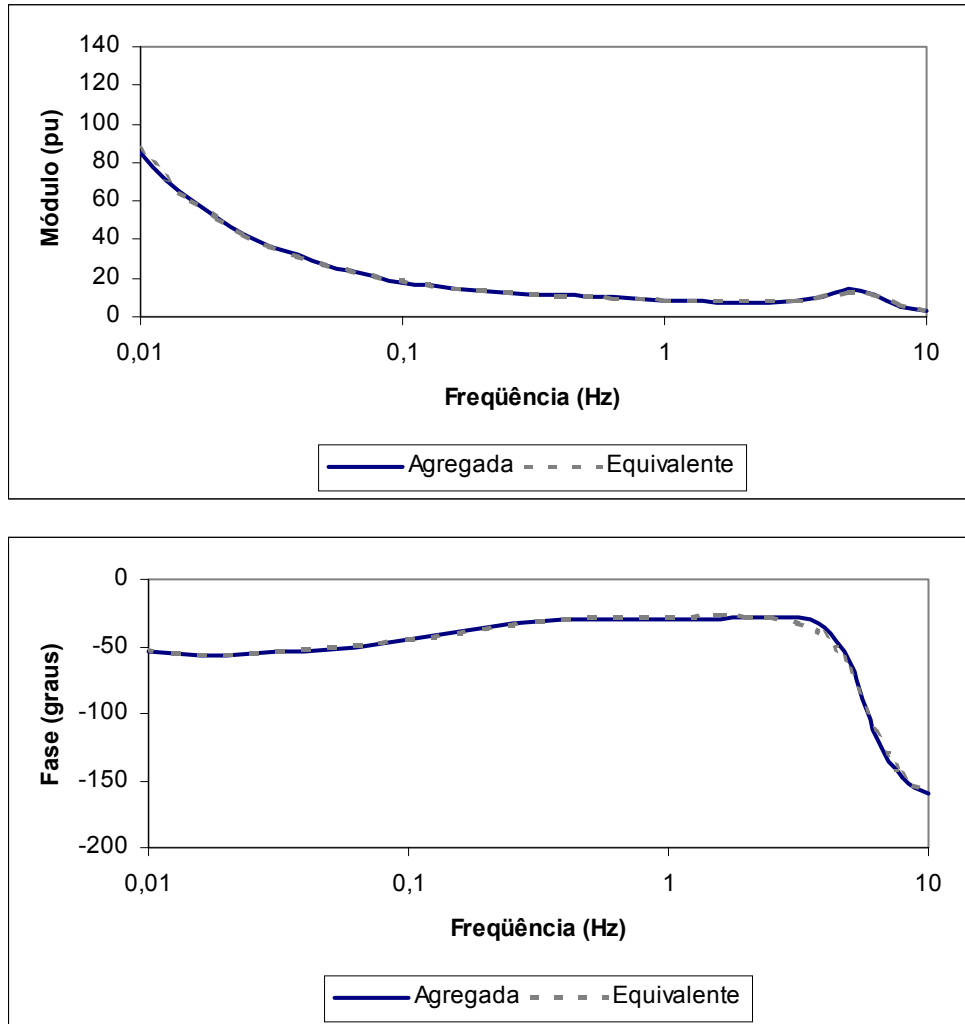 140
120
100
80
60
40
20
0
Módulo (pu)
0,01 0,1 1 10
Freqüência (Hz)
Agregada Equivalente
0
-50
-100
-150
-200
Fase (graus)
0,01 0,1 1 10
Freqüência (Hz)
Agregada Equivalente